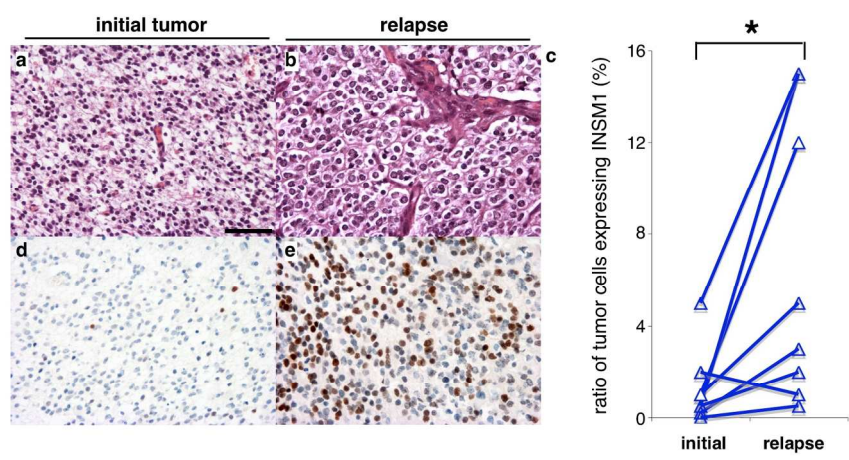 initial tumor
relapse
a
b
c
d
e
*
ratio of tumor cells expressing INSM1 (%)
16
12
8
4
0
initial
relapse